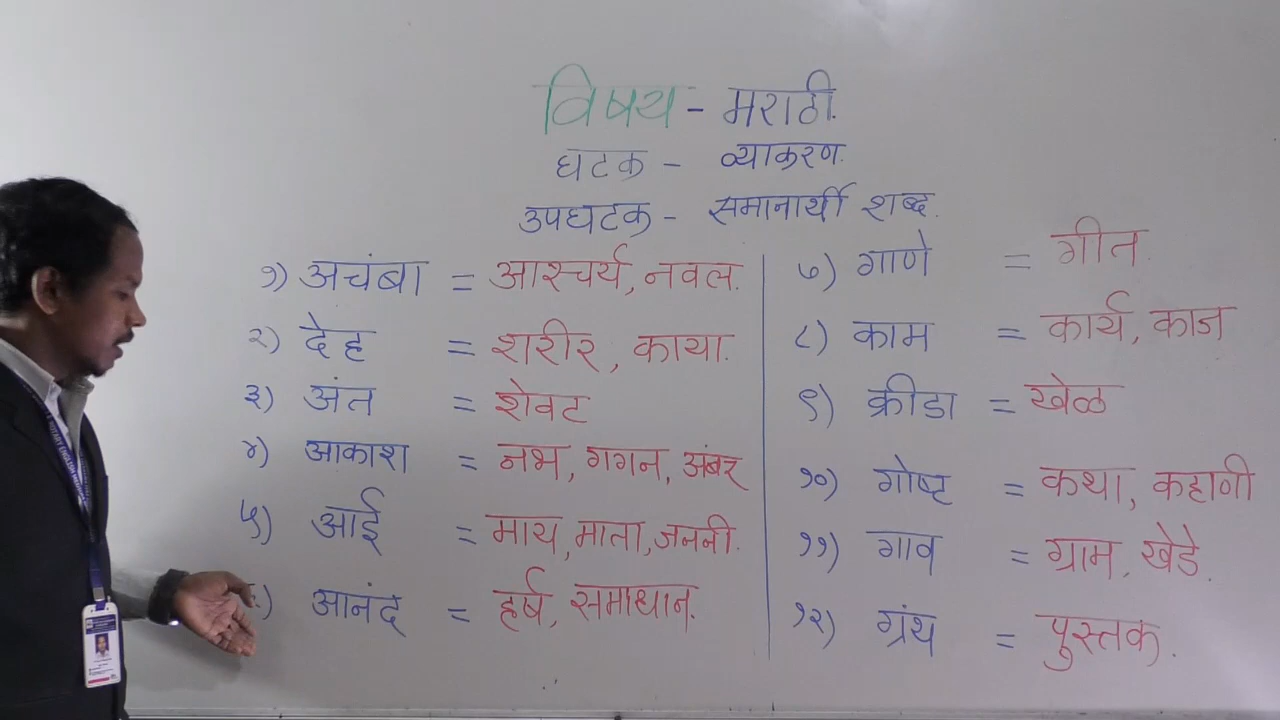 विषय - मराठी.
घटक - व्याकरण.
उपघटक - समानार्थी शब्द.
१) अचंबा = आस्चर्य, नवल.
२) देह = शरीर, काया.
३) अंत = शेवट
४) आकाश = नभ, गगन, अंबर
५) आई = माय, माता, जननी.
) आनंद = हर्ष, समाधान.
७) गाणे = गीत.
८) काम = कार्य, काज
९) क्रीडा = खेळ
१०) गोष्ट = कथा, कहाणी
११) गाव = ग्राम, खेडे.
१२) ग्रंथ = पुस्तक.